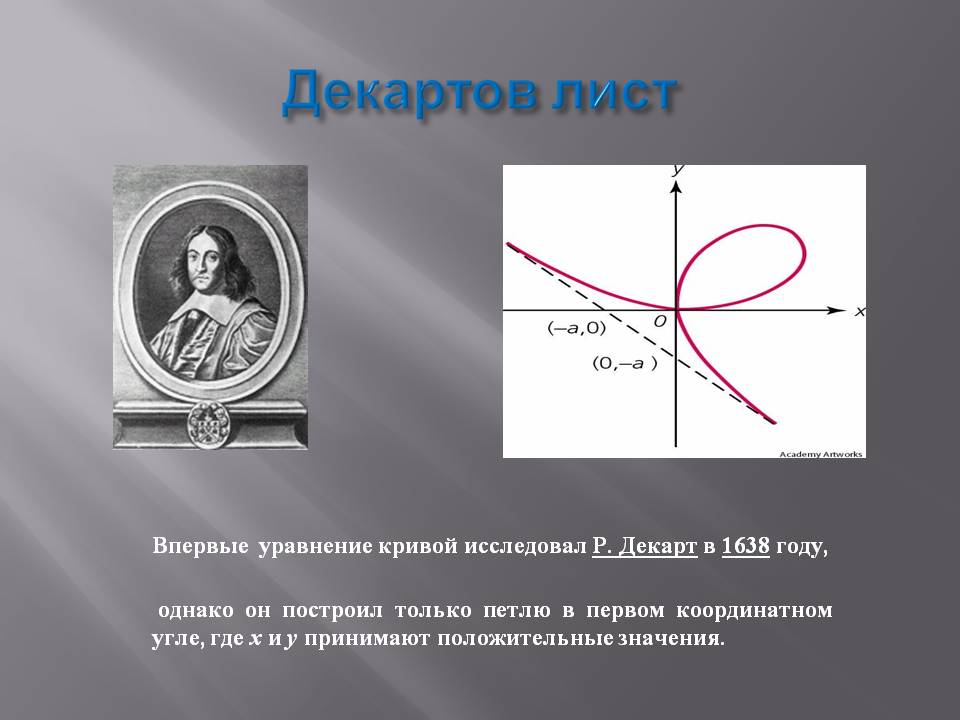 Декартов лист
y
x
O
(–a,0)
(0,–a )
Academy Artworks
Впервые уравнение кривой исследовал Р. Декарт в 1638 году,
однако он построил только петлю в первом координатном
угле, где x и y принимают положительные значения.